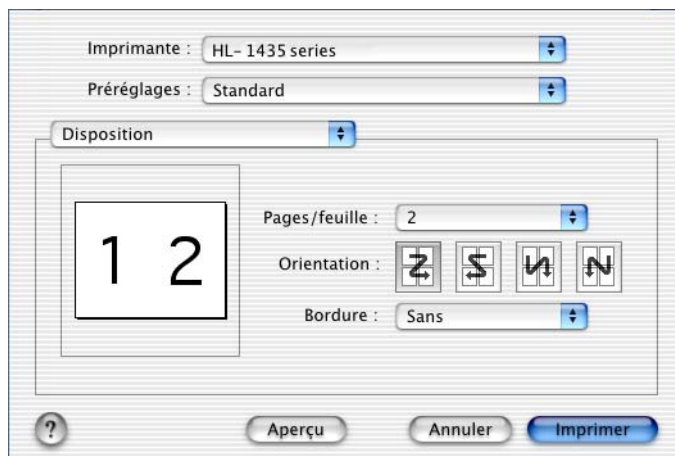 Imprimante : HL- 1435 series
Préréglages : Standard
Disposition
1 2
Pages/feuille : 2
Orientation :
Bordure : Sans
? Aperçu Annuler Imprimer